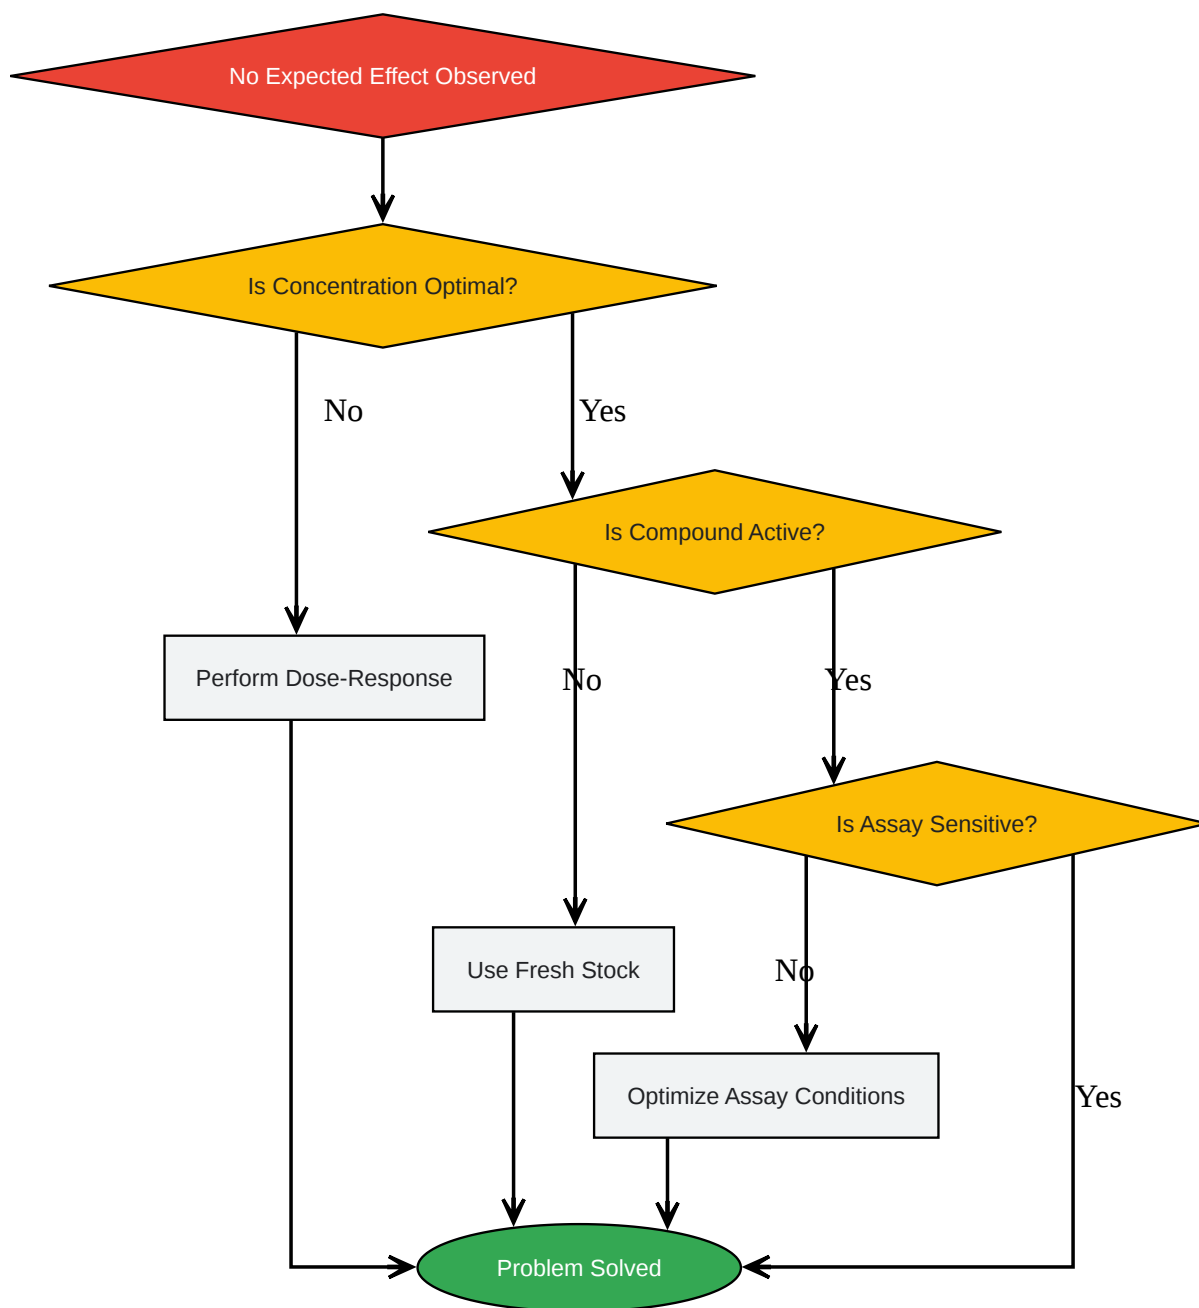 No Expected Effect Observed
Is Concentration Optimal?
No
Yes
Is Compound Active?
Perform Dose-Response
No
Yes
Is Assay Sensitive?
Use Fresh Stock
No
Optimize Assay Conditions
Yes
Problem Solved